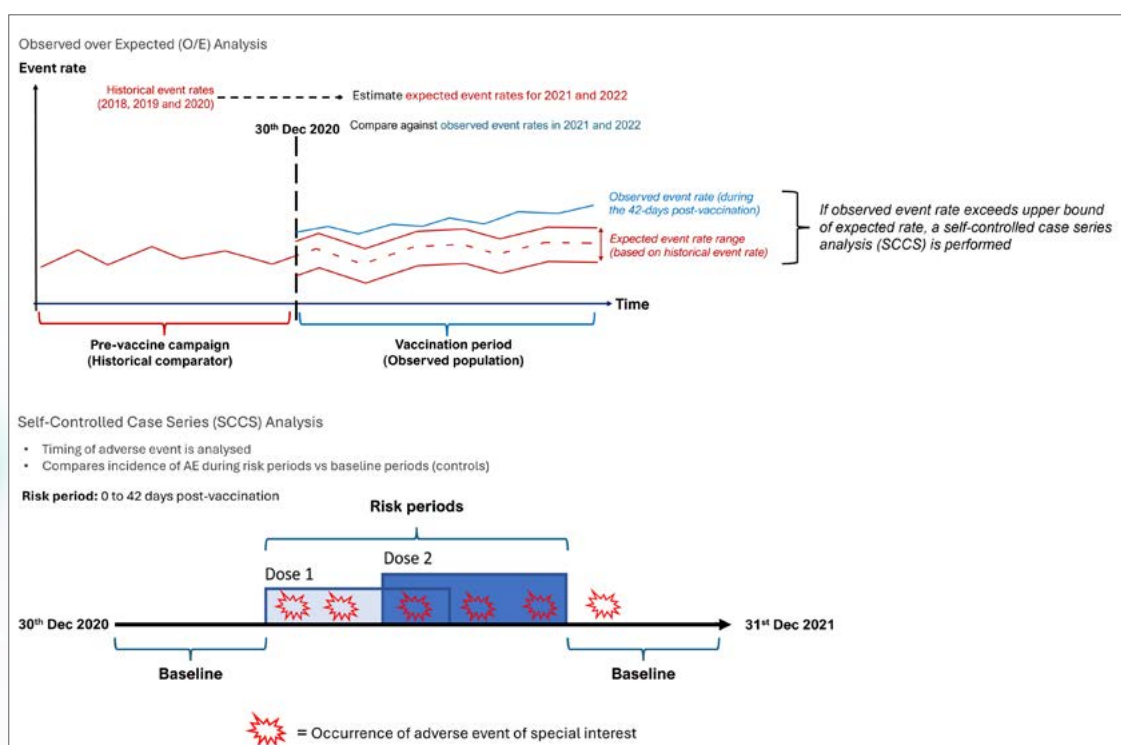 Observed over Expected (O/E) Analysis
Event rate
Historical event rates
(2018, 2019 and 2020)
Estimate expected event rates for 2021 and 2022
30th Dec 2020
Compare against observed event rates in 2021 and 2022
Observed event rate (during
the 42-days post-vaccination)
Expected event rate range
(based on historical event rate)
If observed event rate exceeds upper bound
of expected rate, a self-controlled case series
analysis (SCCS) is performed
Time
Pre-vaccine campaign
(Historical comparator)
Vaccination period
(Observed population)
Self-Controlled Case Series (SCCS) Analysis
• Timing of adverse event is analysed
• Compares incidence of AE during risk periods vs baseline periods (controls)
Risk period: 0 to 42 days post-vaccination
Risk periods
Dose 1
Dose 2
30th Dec 2020
31st Dec 2021
Baseline
Baseline
= Occurrence of adverse event of special interest